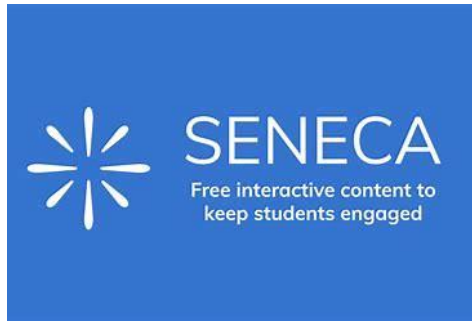 SENECA
Free interactive content to
keep students engaged